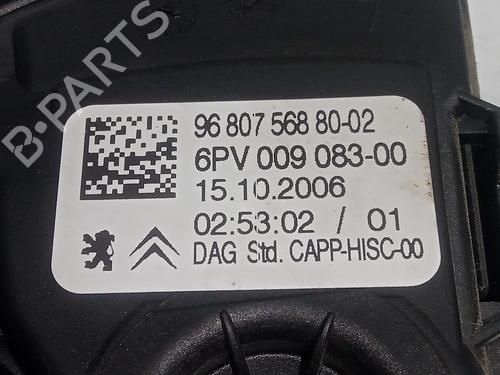 B-PARTS
96 807 568 80-02
6PV 009 083-00
15.10.2006
02:53:02 / 01
DAG Std. CAPP-HISC-00